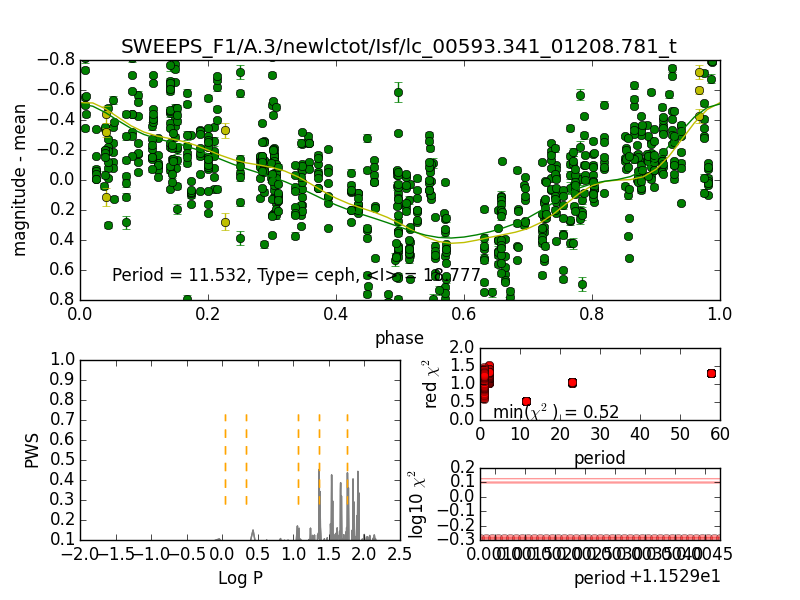 SWEEPS_F1/A.3/newlctot/Isf/lc_00593.341_01208.781_t
magnitude - mean
−0.8
−0.6
−0.4
−0.2
0.0
0.2
0.4
0.6
0.8
Period = 11.532, Type= ceph, <I> = 18.777
0.0 0.2 0.4 0.6 0.8 1.0
phase
PWS
1.0
0.9
0.8
0.7
0.6
0.5
0.4
0.3
0.2
0.1
−2.0 −1.5 −1.0 −0.5 0.0 0.5 1.0 1.5 2.0 2.5
Log P
red χ²
2.0
1.5
1.0
0.5
0.0
min(χ² ) = 0.52
0 10 20 30 40 50 60
period
log10 χ²
0.2
0.1
0.0
−0.1
−0.2
−0.3
period
+1.1529e1